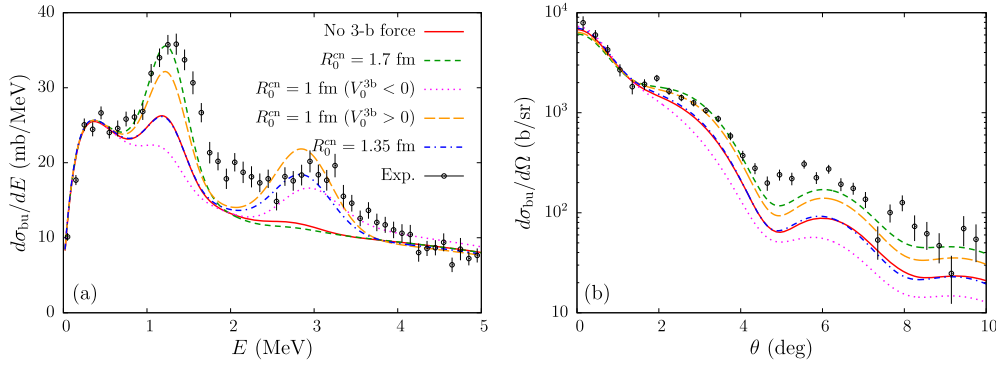 dσ_bu/dE (mb/MeV)
40
30
20
10
0
No 3-b force
R_0^cn = 1.7 fm
R_0^cn = 1 fm (V_0^3b < 0)
R_0^cn = 1 fm (V_0^3b > 0)
R_0^cn = 1.35 fm
Exp.
(a)
0 1 2 3 4 5
E (MeV)
dσ_bu/dΩ (b/sr)
10^4
10^3
10^2
10
(b)
0 2 4 6 8 10
θ (deg)